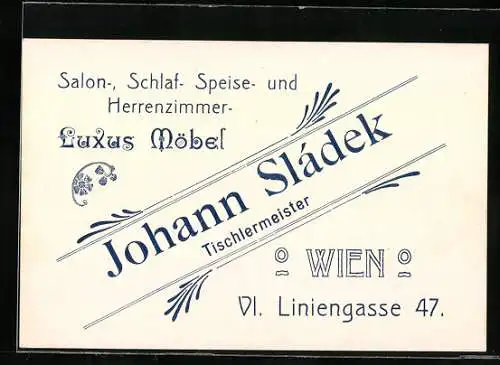 Salon-, Schlaf- Speise- und
Herrenzimmer-
Luxus Möbel
Johann Sládek
Tischlermeister
WIEN
VI. Liniengasse 47.